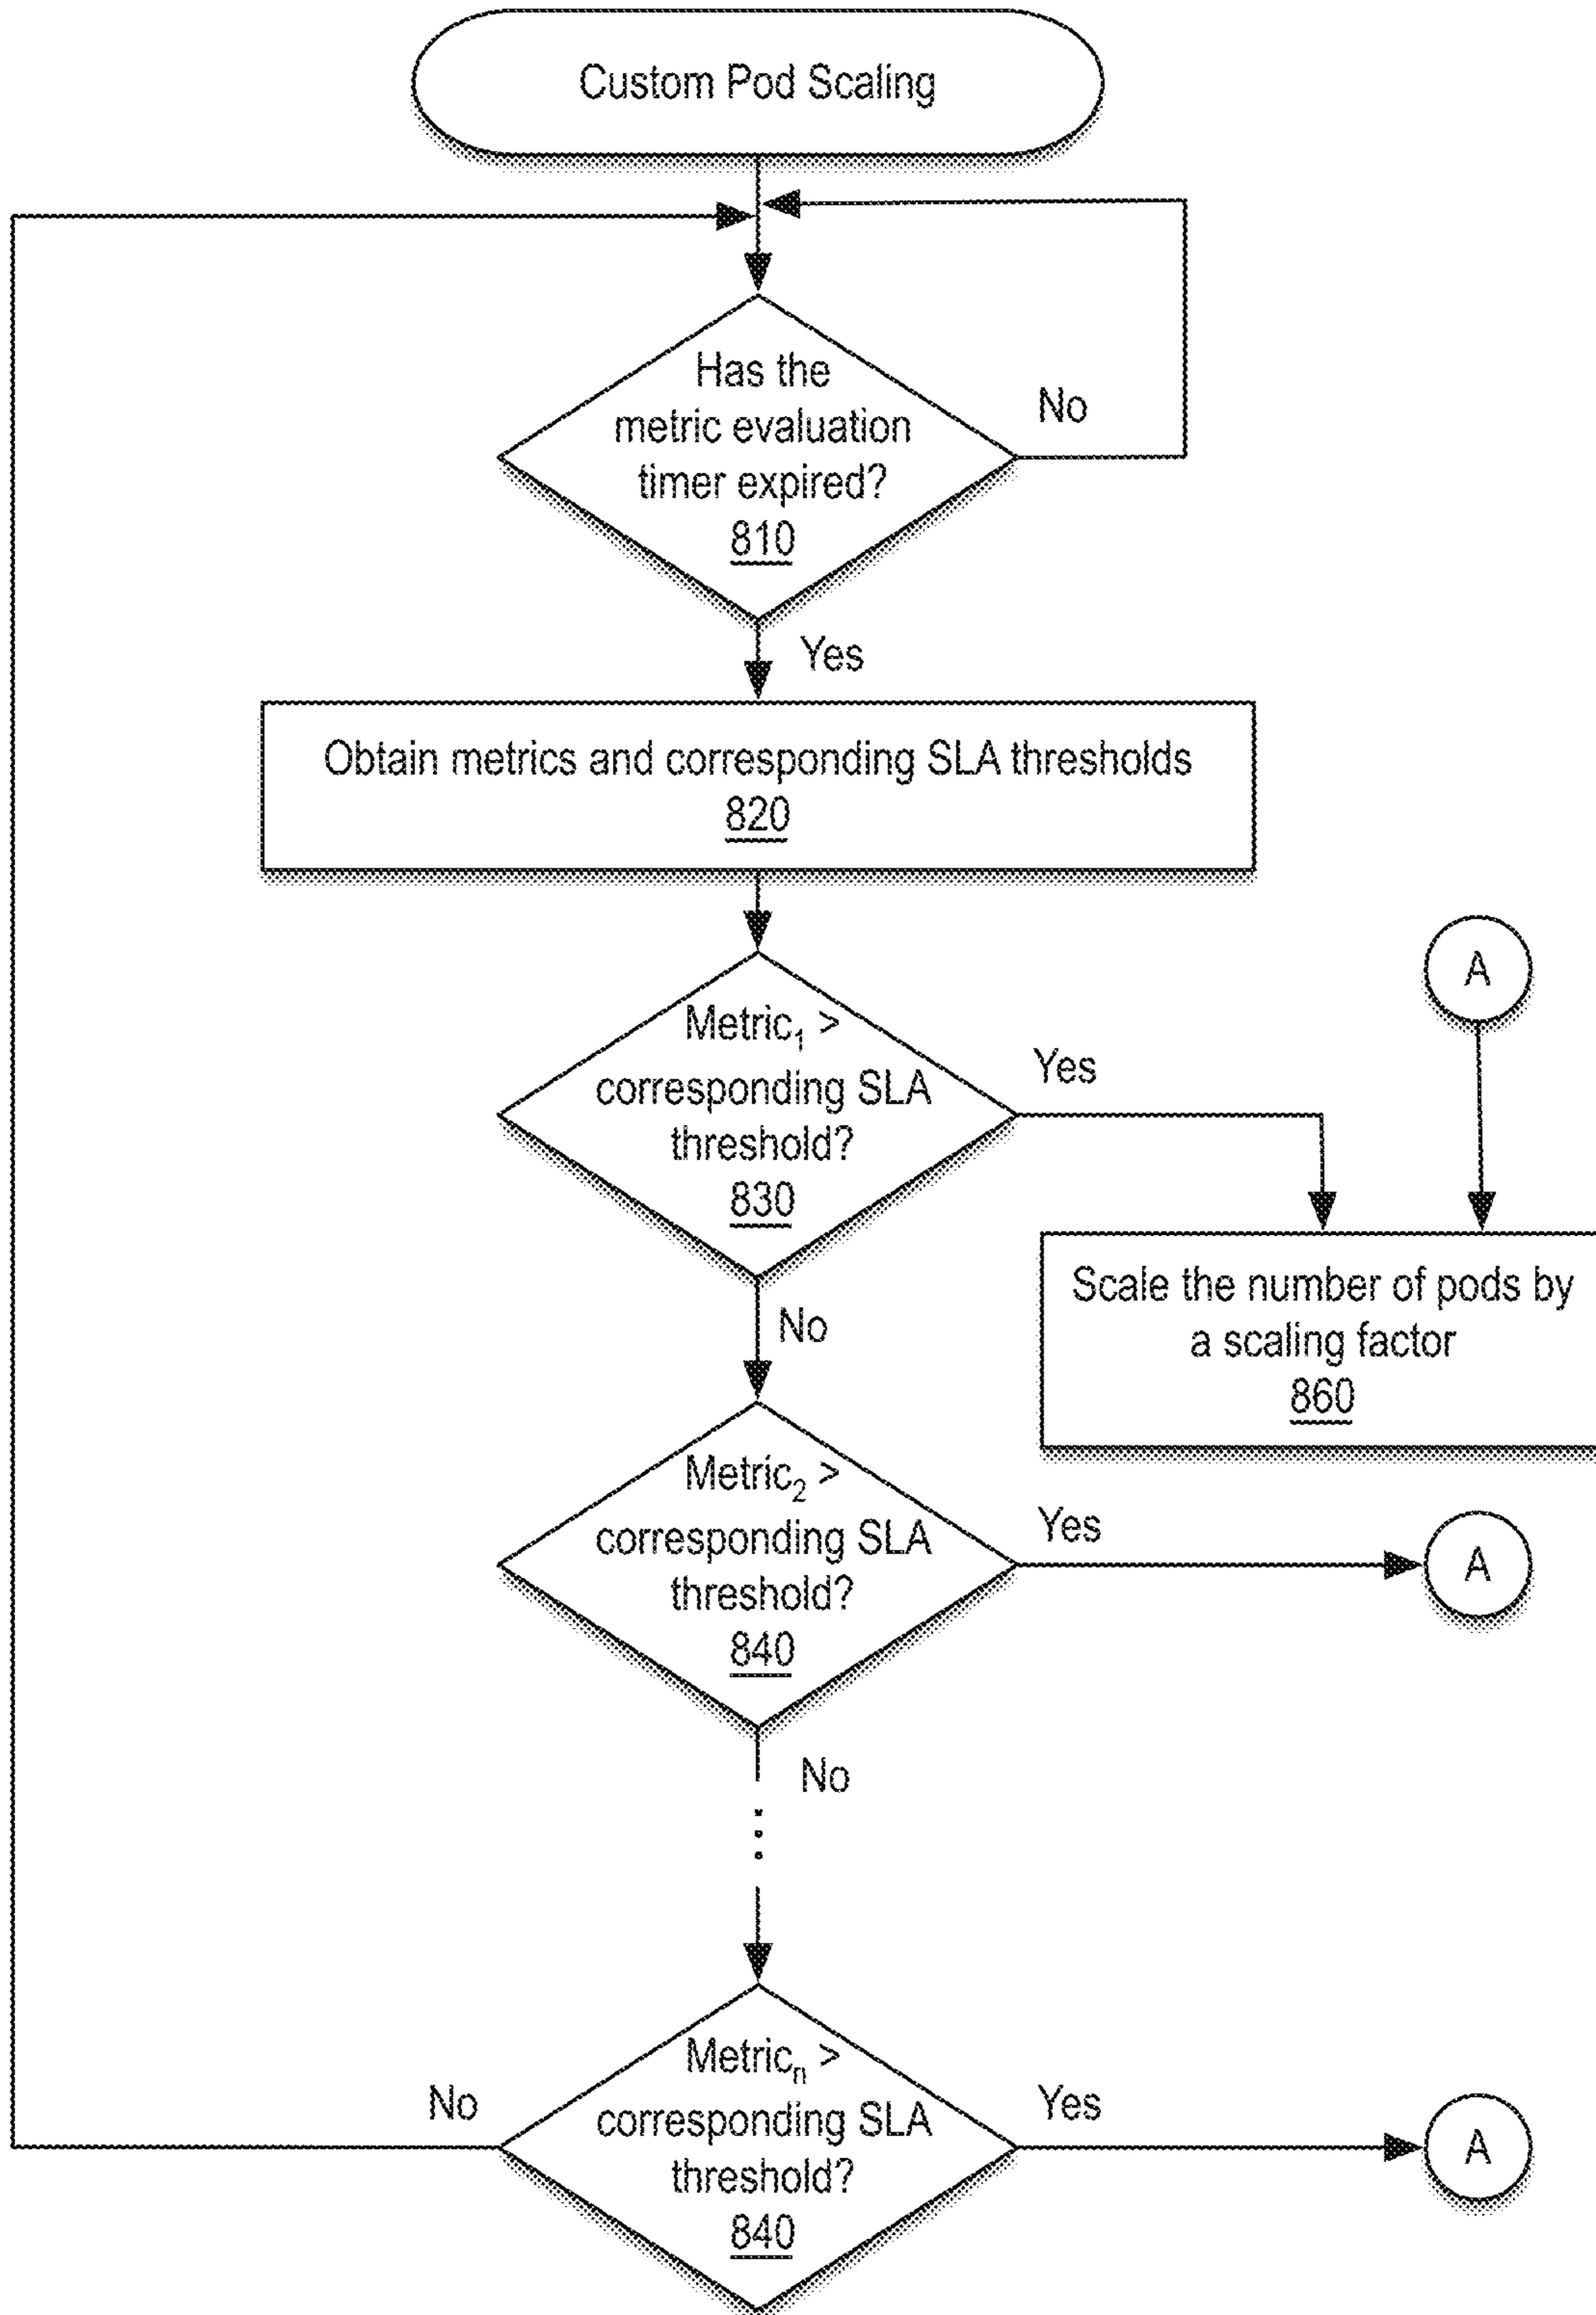 Custom Pod Scaling
Has the
metric evaluation
timer expired?
810
No
Yes
Obtain metrics and corresponding SLA thresholds
820
A
Metric₁ >
corresponding SLA
threshold?
830
Yes
No
Scale the number of pods by
a scaling factor
860
Metric₂ >
corresponding SLA
threshold?
840
Yes
A
No
Metricₙ >
corresponding SLA
threshold?
840
No
Yes
A